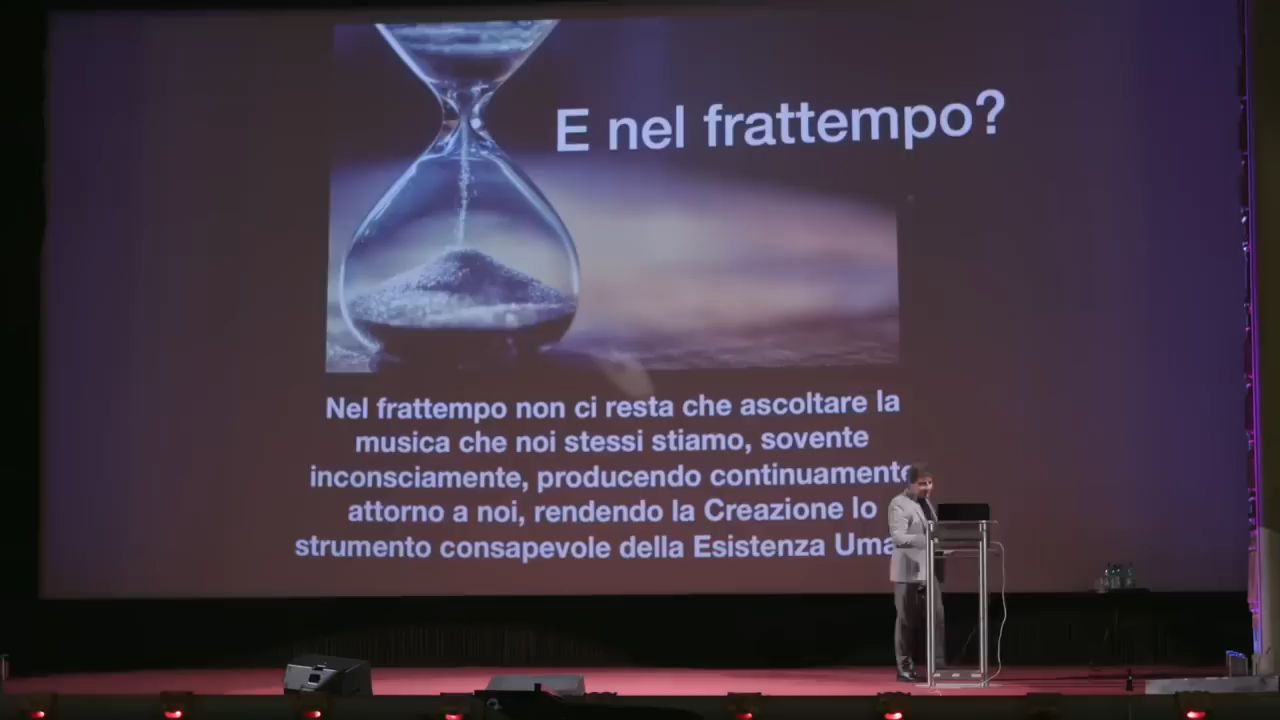 E nel frattempo?
Nel frattempo non ci resta che ascoltare la
musica che noi stessi stiamo, sovente
inconsciamente, producendo continuamente
attorno a noi, rendendo la Creazione lo
strumento consapevole della Esistenza